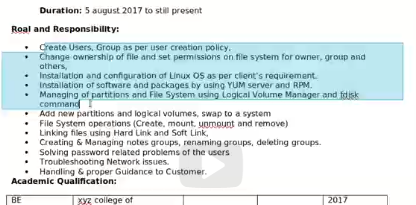 Duration: 5 august 2017 to still present
Roal and Responsibility:
• Create Users, Group as per user creation policy,
• Change ownership of file and set permissions on file system for owner, group and
others,
• Installation and configuration of Linux OS as per client's requirement.
• Installation of software and packages by using YUM server and RPM.
• Managing of partitions and File System using Logical Volume Manager and fdisk
command
• Add new partitions and logical volumes, swap to a system
• File System operations (Create, mount, unmount and remove)
• Linking files using Hard Link and Soft Link,
• Creating & Managing notes groups, renaming groups, deleting groups.
• Solving password related problems of the users
• Troubleshooting Network issues.
• Handling & proper Guidance to Customer.
Academic Qualification:
BE xyz college of 2017